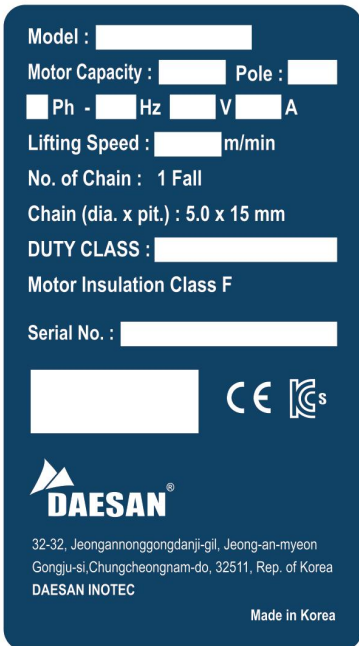 Model :
Motor Capacity : Pole :
Ph - Hz V A
Lifting Speed : m/min
No. of Chain : 1 Fall
Chain (dia. x pit.) : 5.0 x 15 mm
DUTY CLASS :
Motor Insulation Class F
Serial No. :
CE KCs
DAESAN®
32-32, Jeongannonggongdanji-gil, Jeong-an-myeon
Gongju-si,Chungcheongnam-do, 32511, Rep. of Korea
DAESAN INOTEC
Made in Korea